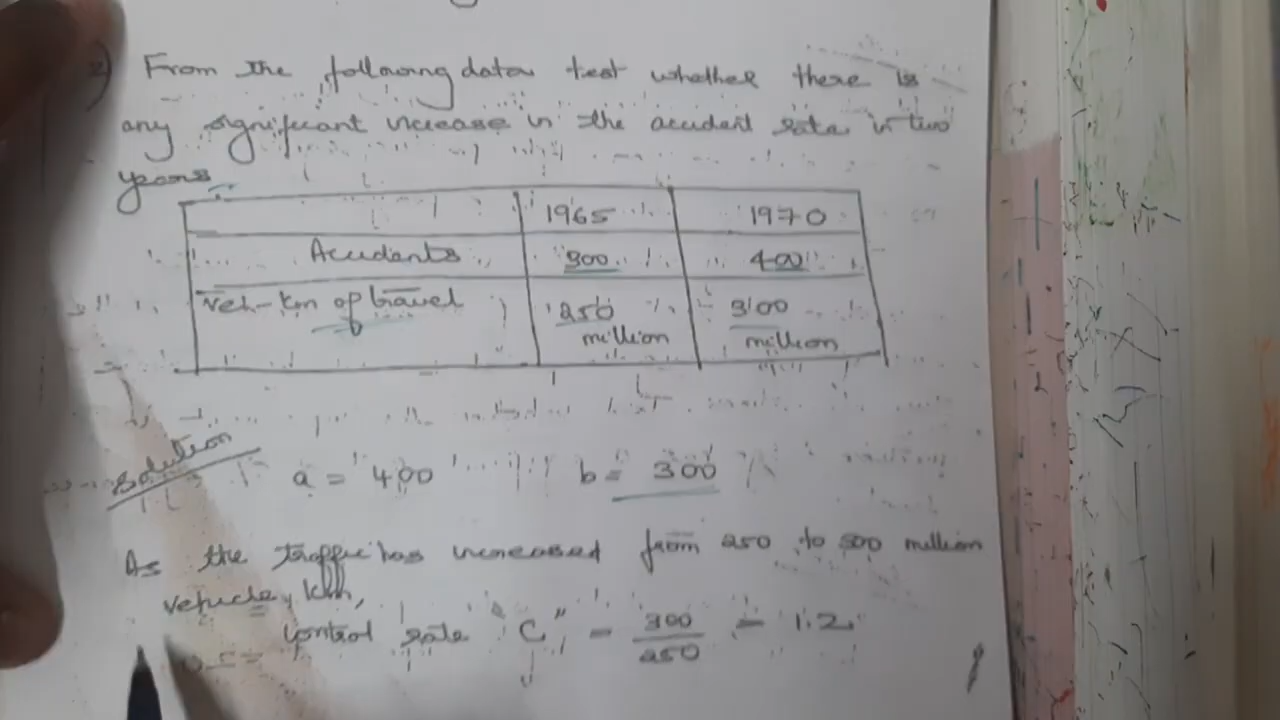 2) From the following data test whether there is
any significant increase in the accident rate in two
years
1965 1970
Accidents 300 400
Veh-km of travel 250 million 300 million
Solution
a = 400 b = 300
As the traffic has increased from 250 to 300 million
vehicle, km,
control rate "C" = 300/250 = 1.2